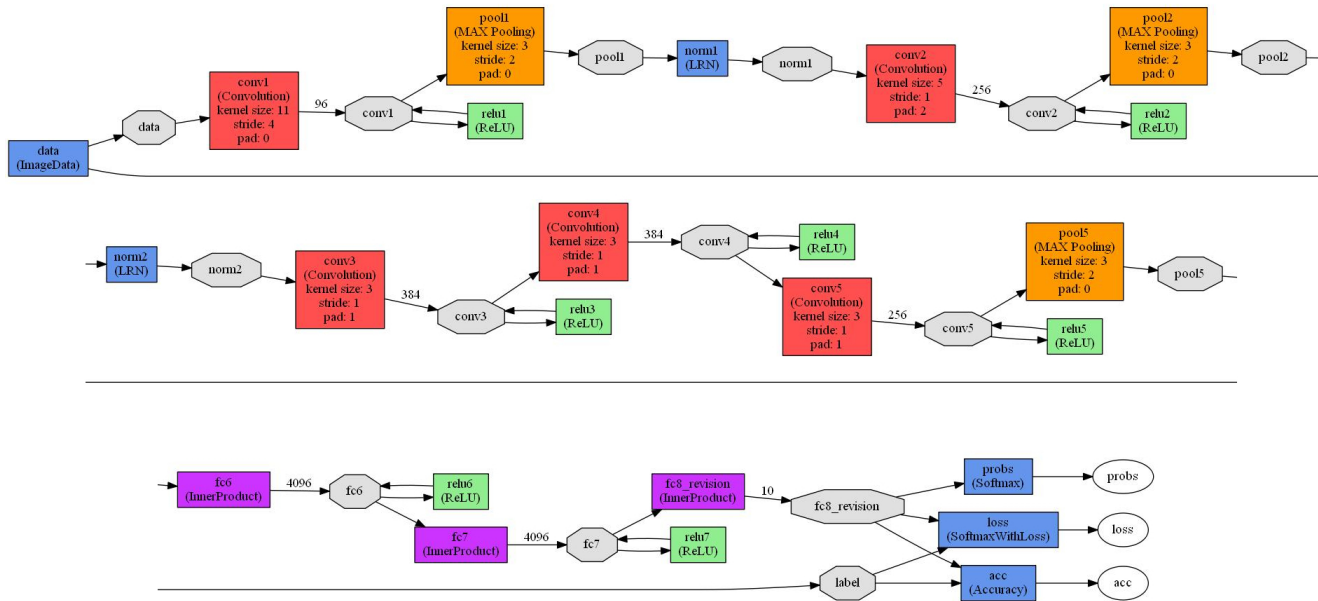 data
(ImageData)
data
conv1
(Convolution)
kernel size: 11
stride: 4
pad: 0
96
conv1
pool1
(MAX Pooling)
kernel size: 3
stride: 2
pad: 0
relu1
(ReLU)
pool1
norm1
(LRN)
norm1
conv2
(Convolution)
kernel size: 5
stride: 1
pad: 2
256
conv2
pool2
(MAX Pooling)
kernel size: 3
stride: 2
pad: 0
relu2
(ReLU)
pool2
norm2
(LRN)
norm2
conv3
(Convolution)
kernel size: 3
stride: 1
pad: 1
384
conv3
relu3
(ReLU)
conv4
(Convolution)
kernel size: 3
stride: 1
pad: 1
384
conv4
relu4
(ReLU)
conv5
(Convolution)
kernel size: 3
stride: 1
pad: 1
256
conv5
pool5
(MAX Pooling)
kernel size: 3
stride: 2
pad: 0
relu5
(ReLU)
pool5
fc6
(InnerProduct)
4096
fc6
relu6
(ReLU)
fc7
(InnerProduct)
4096
fc7
relu7
(ReLU)
fc8_revision
(InnerProduct)
10
fc8_revision
label
probs
(Softmax)
probs
loss
(SoftmaxWithLoss)
loss
acc
(Accuracy)
acc